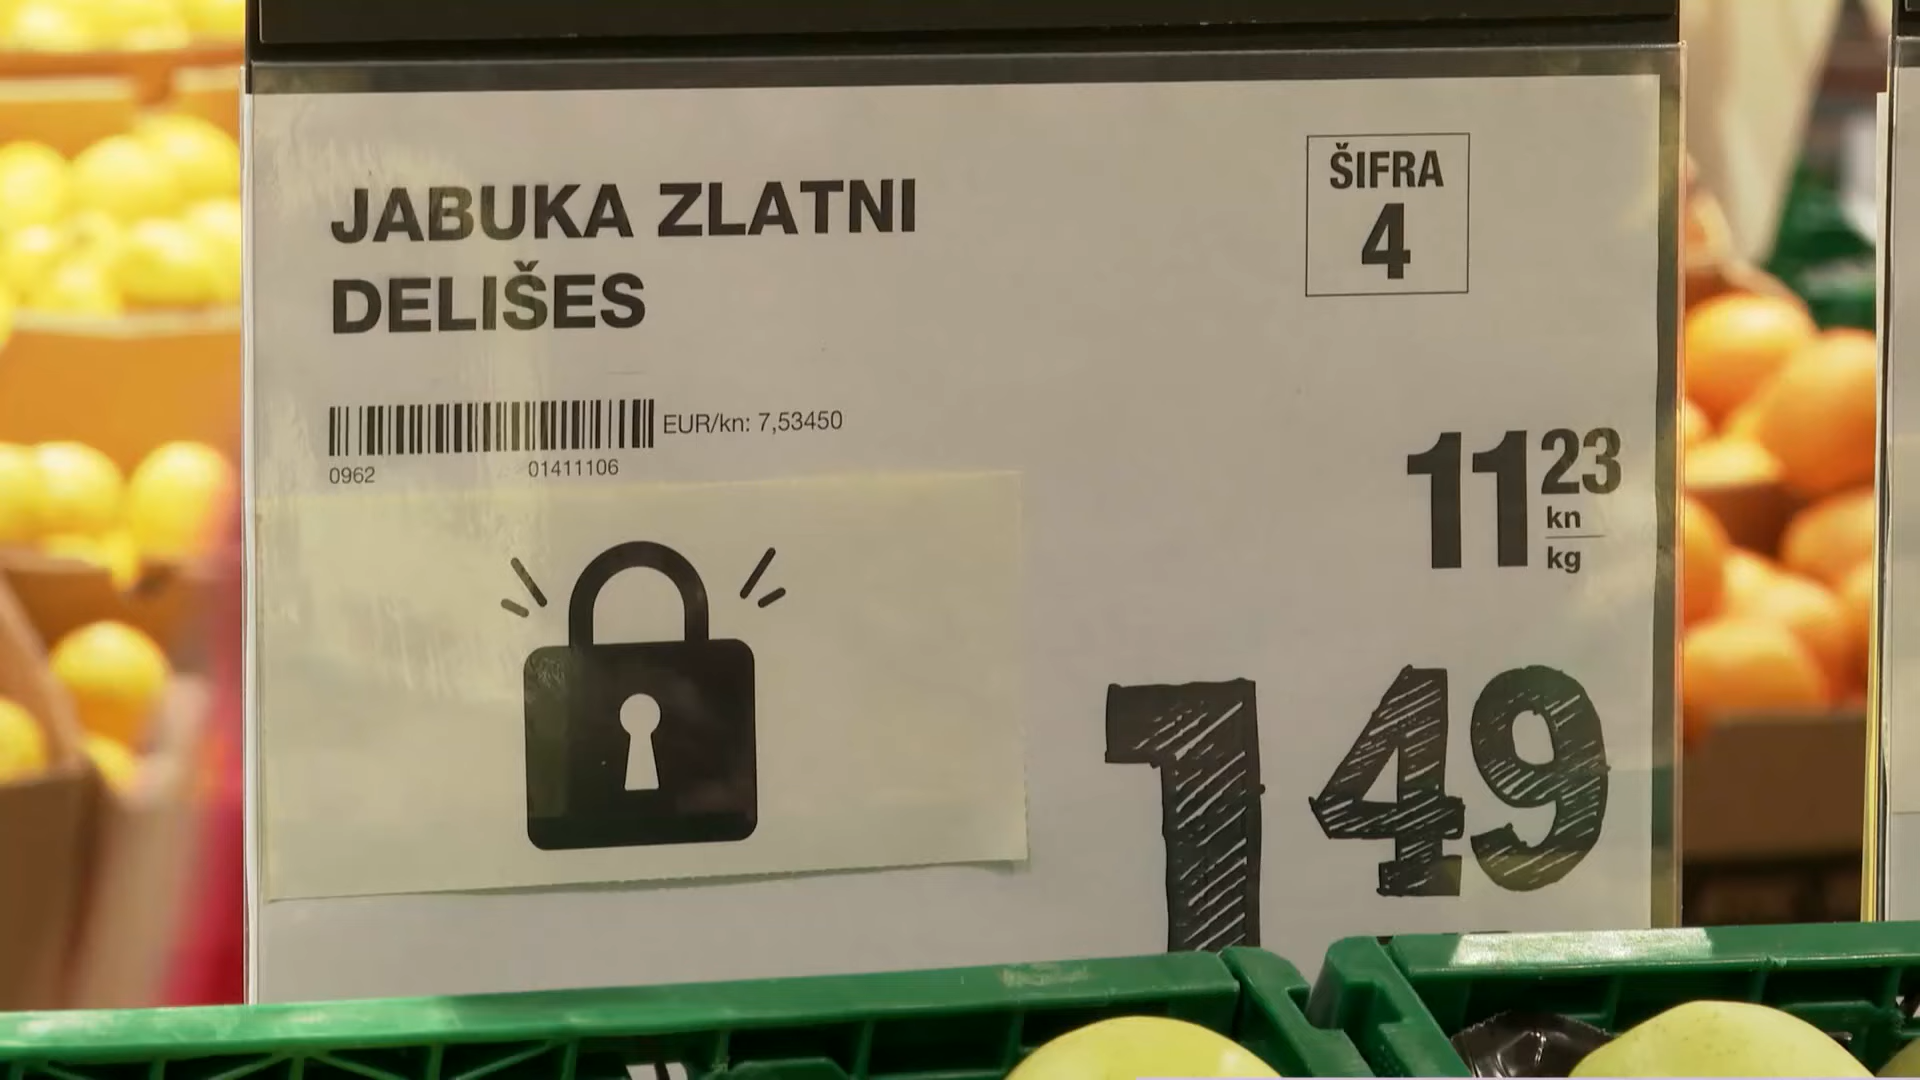 JABUKA ZLATNI
DELIŠES
ŠIFRA
4
EUR/kn: 7,53450
0962 01411106
11 23
kn
kg
1 49